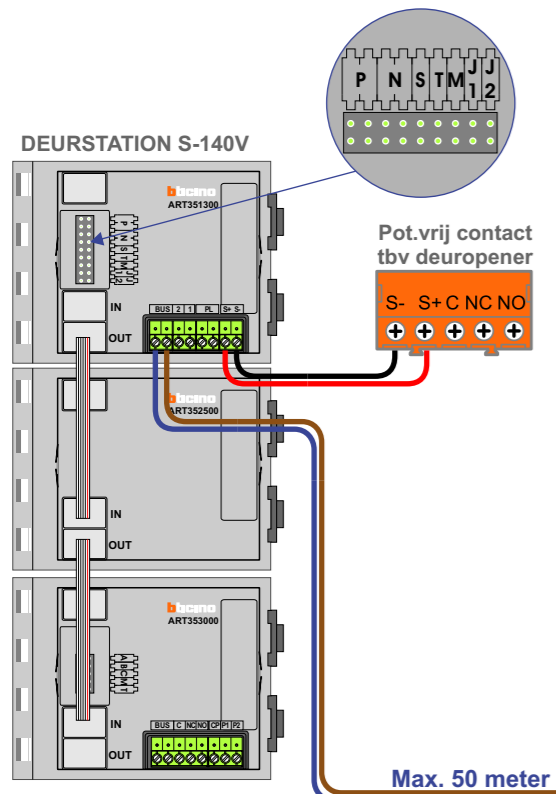 P N S T M J1 J2
DEURSTATION S-140V
bticino
ART351300
P N S T M J1 J2
IN
OUT
BUS 2 1 PL S+ S-
Pot.vrij contact
tbv deuropener
S- S+ C NC NO
bticino
ART352500
IN
OUT
bticino
ART353000
A B C M T
IN
OUT
BUS C NC NO CP P1 P2
Max. 50 meter